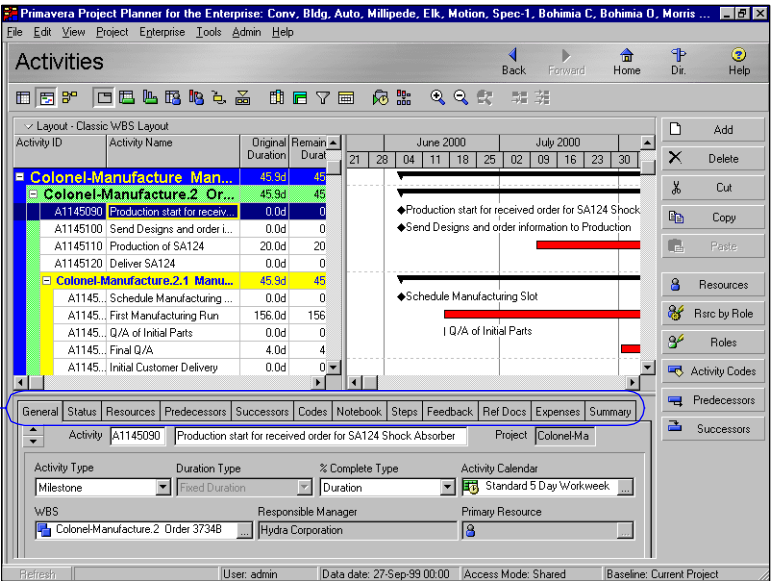 Primavera Project Planner for the Enterprise: Conv, Bldg, Auto, Millipede, Elk, Motion, Spec-1, Bohimia C, Bohimia O, Morris ...
File Edit View Project Enterprise Tools Admin Help
Activities
Back Forward Home Dir. Help
Layout - Classic WBS Layout
Activity ID Activity Name Original Duration Remain Durat
June 2000 July 2000
21 28 04 11 18 25 02 09 16 23 30
Colonel-Manufacture Man... 45.9d 45
Colonel-Manufacture.2 Or... 45.9d 45
A1145090 Production start for receiv... 0.0d 0
Production start for received order for SA124 Shock
A1145100 Send Designs and order i... 0.0d 0
Send Designs and order information to Production
A1145110 Production of SA124 20.0d 20
A1145120 Deliver SA124 0.0d 0
Colonel-Manufacture.2.1 Manu... 45.9d 45
A1145... Schedule Manufacturing ... 0.0d 0
Schedule Manufacturing Slot
A1145... First Manufacturing Run 156.0d 156
A1145... Q/A of Initial Parts 0.0d 0
Q/A of Initial Parts
A1145... Final Q/A 4.0d 4
A1145... Initial Customer Delivery 0.0d 0
Add
Delete
Cut
Copy
Paste
Resources
Rsrc by Role
Roles
Activity Codes
Predecessors
Successors
General Status Resources Predecessors Successors Codes Notebook Steps Feedback Ref Docs Expenses Summary
Activity A1145090 Production start for received order for SA124 Shock Absorber Project Colonel-Ma
Activity Type Duration Type % Complete Type Activity Calendar
Milestone Fixed Duration Duration Standard 5 Day Workweek ...
WBS Responsible Manager Primary Resource
Colonel-Manufacture.2 Order 3734B ... Hydra Corporation ...
Refresh User: admin Data date: 27-Sep-99 00:00 Access Mode: Shared Baseline: Current Project